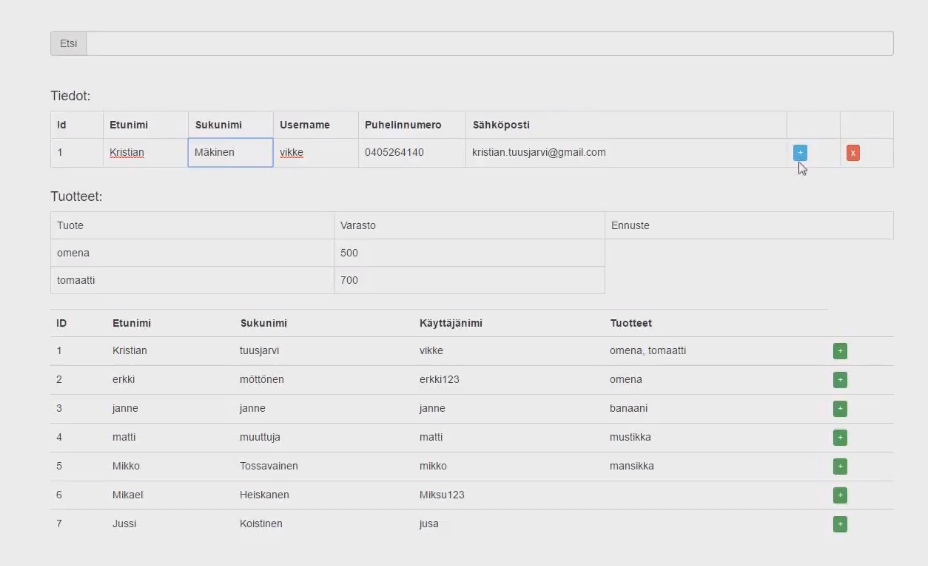 Etsi
Tiedot:
Id Etunimi Sukunimi Username Puhelinnumero Sähköposti
1 Kristian Mäkinen vikke 0405264140 kristian.tuusjarvi@gmail.com + x
Tuotteet:
Tuote Varasto Ennuste
omena 500
tomaatti 700
ID Etunimi Sukunimi Käyttäjänimi Tuotteet
1 Kristian tuusjarvi vikke omena, tomaatti +
2 erkki möttönen erkki123 omena +
3 janne janne janne banaani +
4 matti muuttuja matti mustikka +
5 Mikko Tossavainen mikko mansikka +
6 Mikael Heiskanen Miksu123 +
7 Jussi Koistinen jusa +